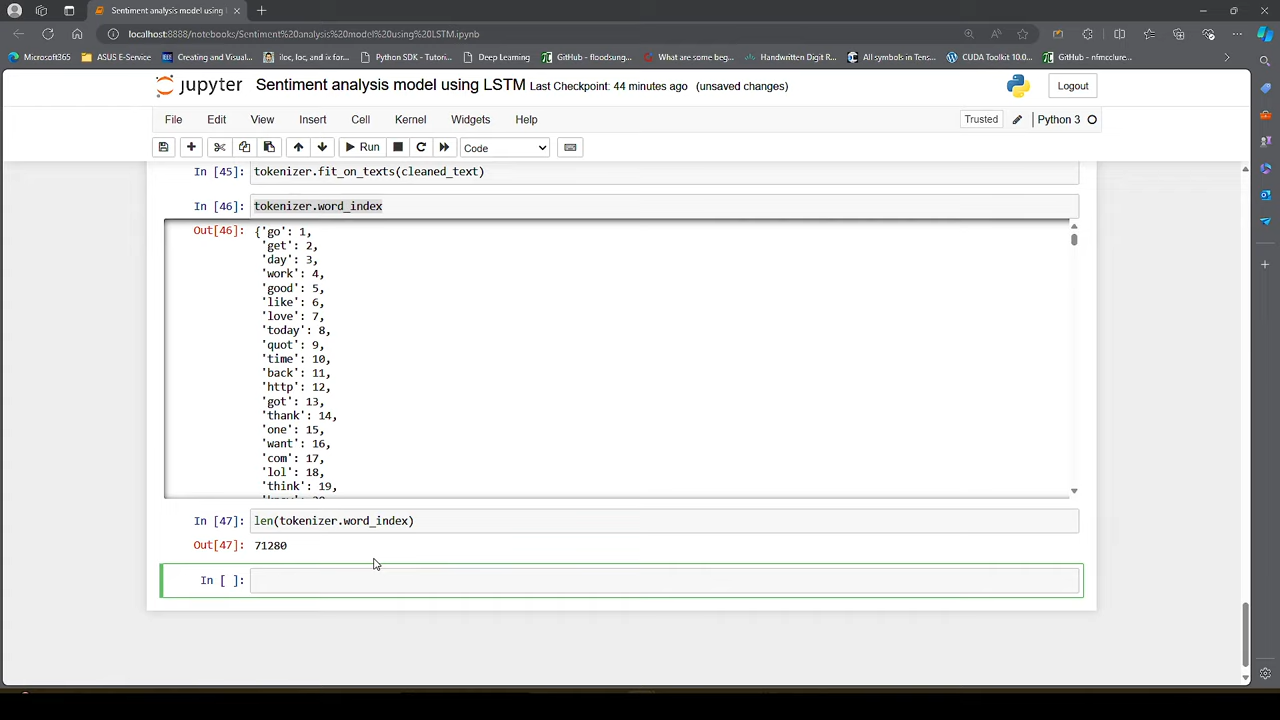 Sentiment analysis model using
localhost:8888/notebooks/Sentiment%20analysis%20model%20using%20LSTM.ipynb
Microsoft365 ASUS E-Service Creating and Visual... iloc, loc, and ix for... Python SDK - Tutori... Deep Learning GitHub - floodsung... What are some beg... Handwritten Digit R... All symbols in Tens... CUDA Toolkit 10.0... GitHub - nfmcclure...
jupyter Sentiment analysis model using LSTM Last Checkpoint: 44 minutes ago (unsaved changes) Logout
File Edit View Insert Cell Kernel Widgets Help Trusted Python 3
Run Code
In [45]: tokenizer.fit_on_texts(cleaned_text)
In [46]: tokenizer.word_index
Out[46]: {'go': 1,
'get': 2,
'day': 3,
'work': 4,
'good': 5,
'like': 6,
'love': 7,
'today': 8,
'quot': 9,
'time': 10,
'back': 11,
'http': 12,
'got': 13,
'thank': 14,
'one': 15,
'want': 16,
'com': 17,
'lol': 18,
'think': 19,
In [47]: len(tokenizer.word_index)
Out[47]: 71280
In [ ]: